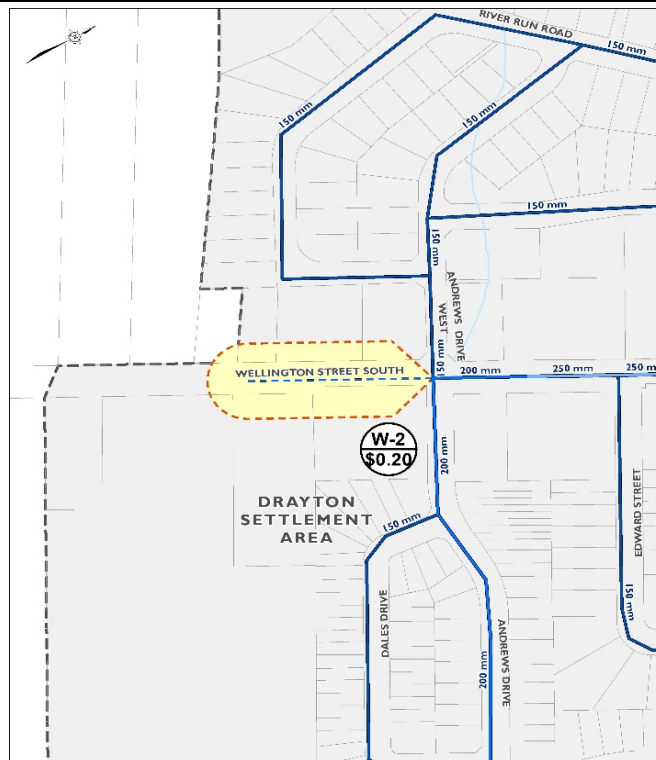 RIVER RUN ROAD
150 mm
150 mm
150 mm
150 mm
150 mm
ANDREWS DRIVE
WEST
150 mm
WELLINGTON STREET SOUTH
200 mm
250 mm
250 m
W-2
$0.20
200 mm
DRAYTON
SETTLEMENT
AREA
150 mm
EDWARD STREET
150 mm
DALES DRIVE
ANDREWS DRIVE
200 mm